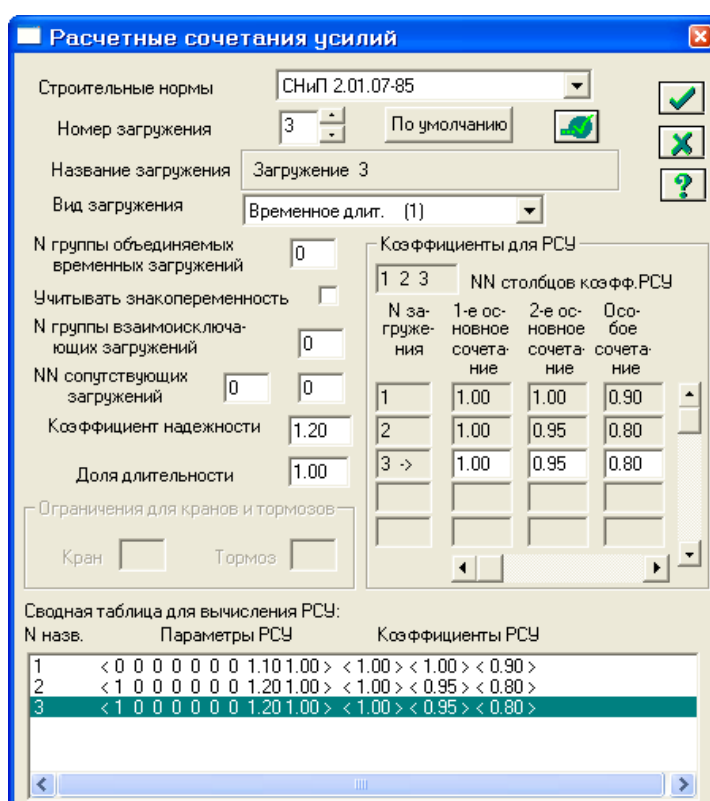 Расчетные сочетания усилий
Строительные нормы СНиП 2.01.07-85
Номер загружения 3 По умолчанию
Название загружения Загружение 3
Вид загружения Временное длит. (1)
N группы объединяемых временных загружений 0
Учитывать знакопеременность
N группы взаимоисключа-
ющих загружений 0
NN сопутствующих
загружений 0 0
Коэффициент надежности 1.20
Доля длительности 1.00
Ограничения для кранов и тормозов
Кран Тормоз
Коэффициенты для РСУ
1 2 3 NN столбцов коэфф.РСУ
N за- 1-е ос- 2-е ос- Осо-
груже- новное новное бое
ния сочета- сочета- сочета-
ние ние ние
1 1.00 1.00 0.90
2 1.00 0.95 0.80
3 -> 1.00 0.95 0.80
Сводная таблица для вычисления РСУ:
N назв. Параметры РСУ Коэффициенты РСУ
1 < 0 0 0 0 0 0 0 1.10 1.00 > < 1.00 > < 1.00 > < 0.90 >
2 < 1 0 0 0 0 0 0 1.20 1.00 > < 1.00 > < 0.95 > < 0.80 >
3 < 1 0 0 0 0 0 0 1.20 1.00 > < 1.00 > < 0.95 > < 0.80 >